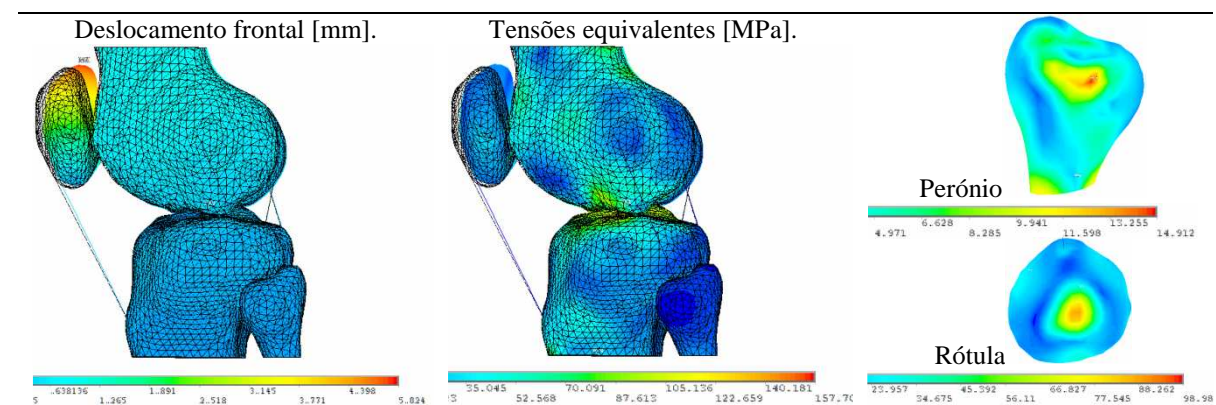 Deslocamento frontal [mm].
Tensões equivalentes [MPa].
Perónio
6.628 9.941 13.255
4.971 8.285 11.598 14.912
Rótula
.638136 1.891 3.145 4.398
1.265 2.518 3.771 5.024
35.045 70.091 105.136 140.181
52.568 87.613 122.659 157.70
23.957 45.392 66.827 88.262
34.675 56.11 77.545 98.98